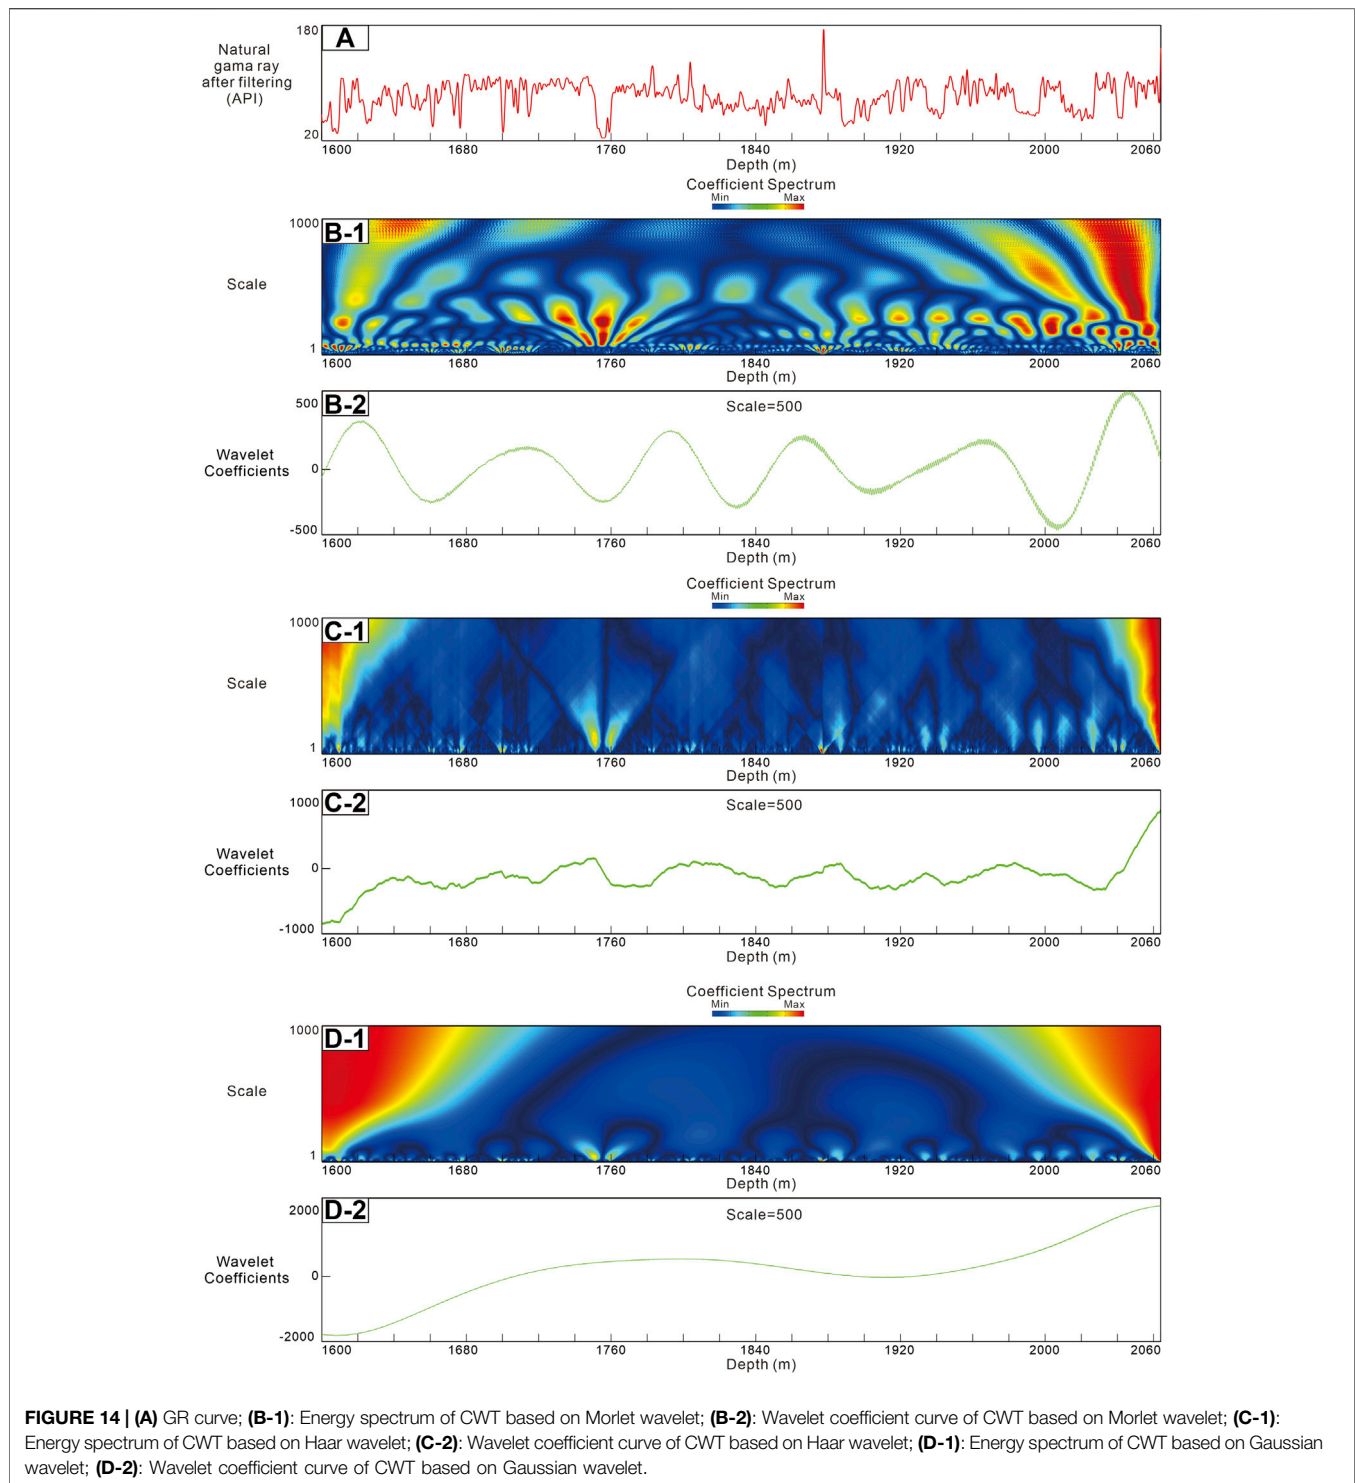 A
Natural
gama ray
after filtering
(API)
180
20
1600 1680 1760 1840 1920 2000 2060
Depth (m)
Coefficient Spectrum
Min Max
B-1
1000
Scale
1
1600 1680 1760 1840 1920 2000 2060
Depth (m)
B-2
Scale=500
500
Wavelet
Coefficients
0
-500
1600 1680 1760 1840 1920 2000 2060
Depth (m)
Coefficient Spectrum
Min Max
C-1
1000
Scale
1
1600 1680 1760 1840 1920 2000 2060
Depth (m)
C-2
Scale=500
1000
Wavelet
Coefficients
0
-1000
1600 1680 1760 1840 1920 2000 2060
Depth (m)
Coefficient Spectrum
Min Max
D-1
1000
Scale
1
1600 1680 1760 1840 1920 2000 2060
Depth (m)
D-2
Scale=500
2000
Wavelet
Coefficients
0
-2000
1600 1680 1760 1840 1920 2000 2060
Depth (m)
FIGURE 14 | (A) GR curve; (B-1): Energy spectrum of CWT based on Morlet wavelet; (B-2): Wavelet coefficient curve of CWT based on Morlet wavelet; (C-1):
Energy spectrum of CWT based on Haar wavelet; (C-2): Wavelet coefficient curve of CWT based on Haar wavelet; (D-1): Energy spectrum of CWT based on Gaussian
wavelet; (D-2): Wavelet coefficient curve of CWT based on Gaussian wavelet.